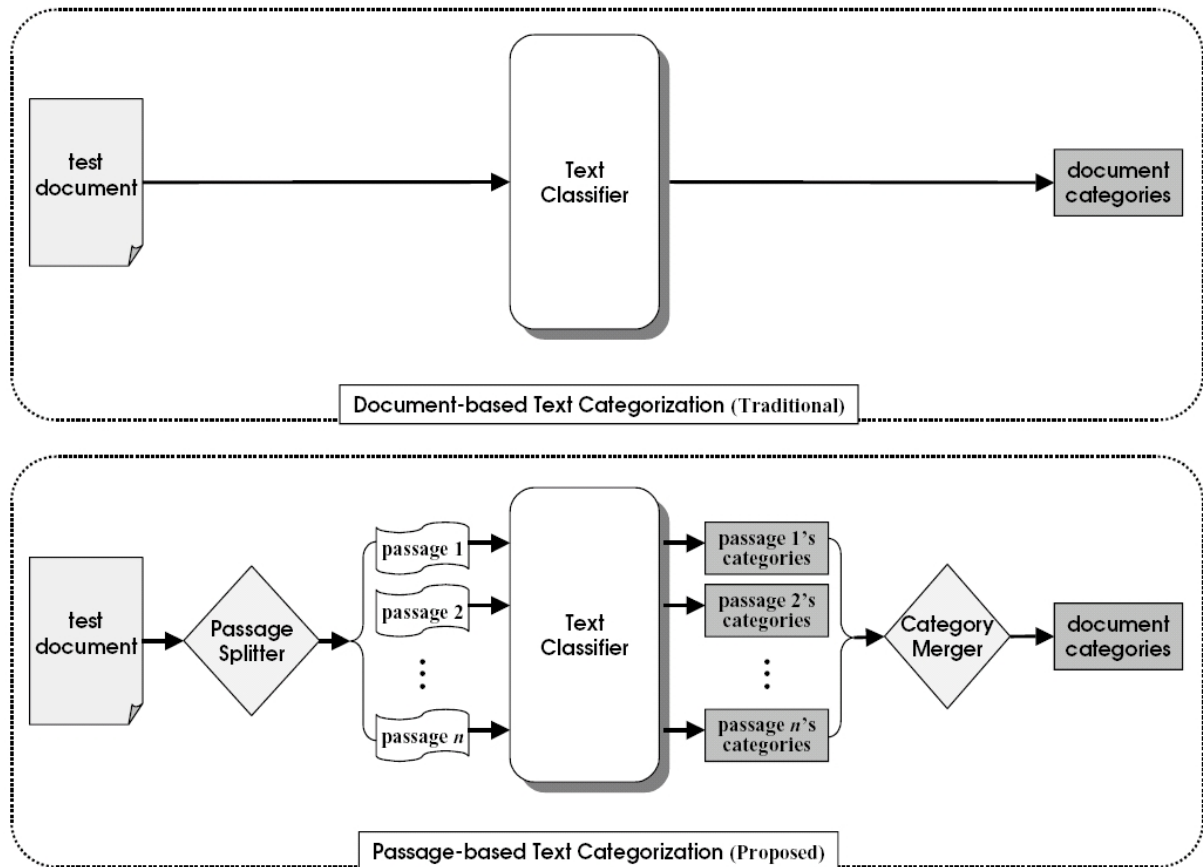 test
document
Text
Classifier
document
categories
Document-based Text Categorization (Traditional)
test
document
Passage
Splitter
passage 1
passage 2
⋮
passage n
Text
Classifier
passage 1's
categories
passage 2's
categories
⋮
passage n's
categories
Category
Merger
document
categories
Passage-based Text Categorization (Proposed)